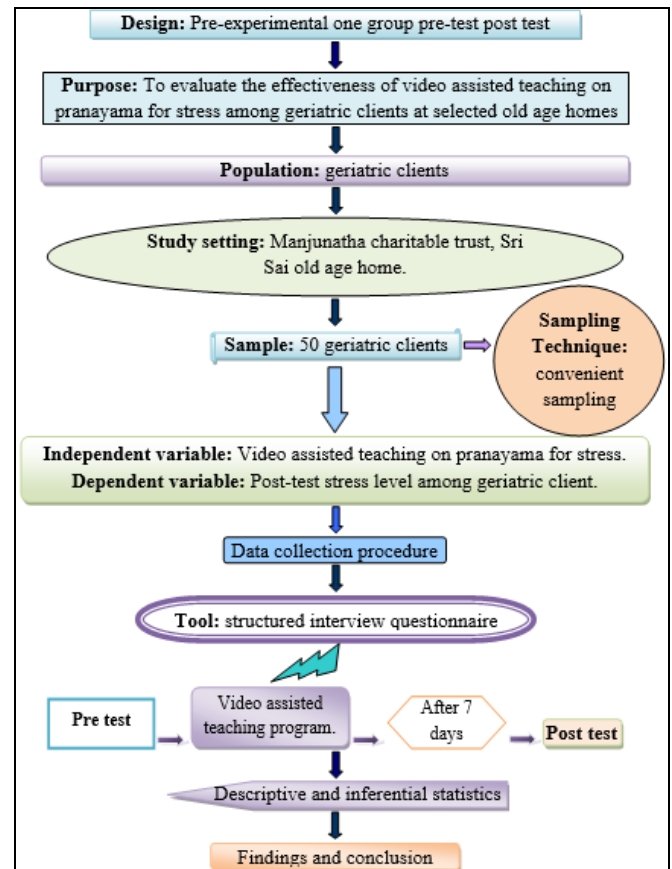 Design: Pre-experimental one group pre-test post test
Purpose: To evaluate the effectiveness of video assisted teaching on
pranayama for stress among geriatric clients at selected old age homes
Population: geriatric clients
Study setting: Manjunatha charitable trust, Sri
Sai old age home.
Sample: 50 geriatric clients
Sampling
Technique:
convenient
sampling
Independent variable: Video assisted teaching on pranayama for stress.
Dependent variable: Post-test stress level among geriatric client.
Data collection procedure
Tool: structured interview questionnaire
Pre test
Video assisted
teaching program.
After 7
days
Post test
Descriptive and inferential statistics
Findings and conclusion